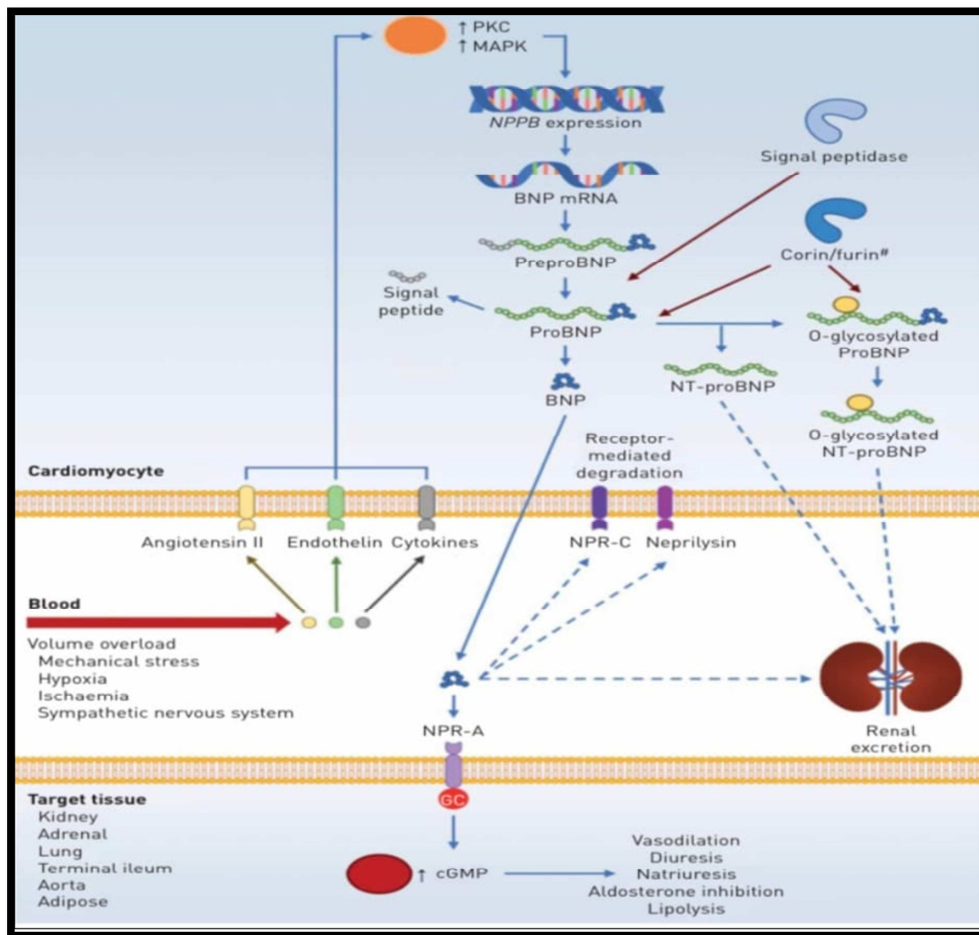 ↑ PKC
↑ MAPK
NPPB expression
Signal peptidase
BNP mRNA
Corin/furin#
PreproBNP
Signal
peptide
ProBNP
O-glycosylated
ProBNP
BNP
NT-proBNP
O-glycosylated
NT-proBNP
Receptor-
mediated
degradation
Cardiomyocyte
Angiotensin II
Endothelin
Cytokines
NPR-C
Neprilysin
Blood
Volume overload
Mechanical stress
Hypoxia
Ischaemia
Sympathetic nervous system
NPR-A
Renal
excretion
GC
Target tissue
Kidney
Adrenal
Lung
Terminal ileum
Aorta
Adipose
↑ cGMP
Vasodilation
Diuresis
Natriuresis
Aldosterone inhibition
Lipolysis